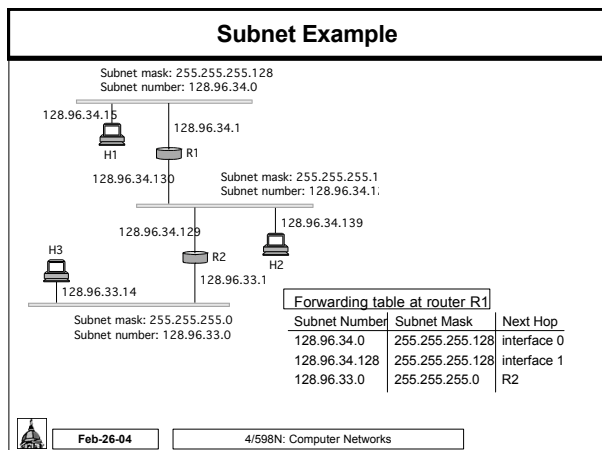 Subnet Example
Subnet mask: 255.255.255.128
Subnet number: 128.96.34.0
128.96.34.15
128.96.34.1
H1
R1
128.96.34.130
Subnet mask: 255.255.255.1
Subnet number: 128.96.34.1
128.96.34.139
128.96.34.129
H3
R2
H2
128.96.33.1
128.96.33.14
Subnet mask: 255.255.255.0
Subnet number: 128.96.33.0
Forwarding table at router R1
Subnet Number Subnet Mask Next Hop
128.96.34.0 255.255.255.128 interface 0
128.96.34.128 255.255.255.128 interface 1
128.96.33.0 255.255.255.0 R2
Feb-26-04
4/598N: Computer Networks